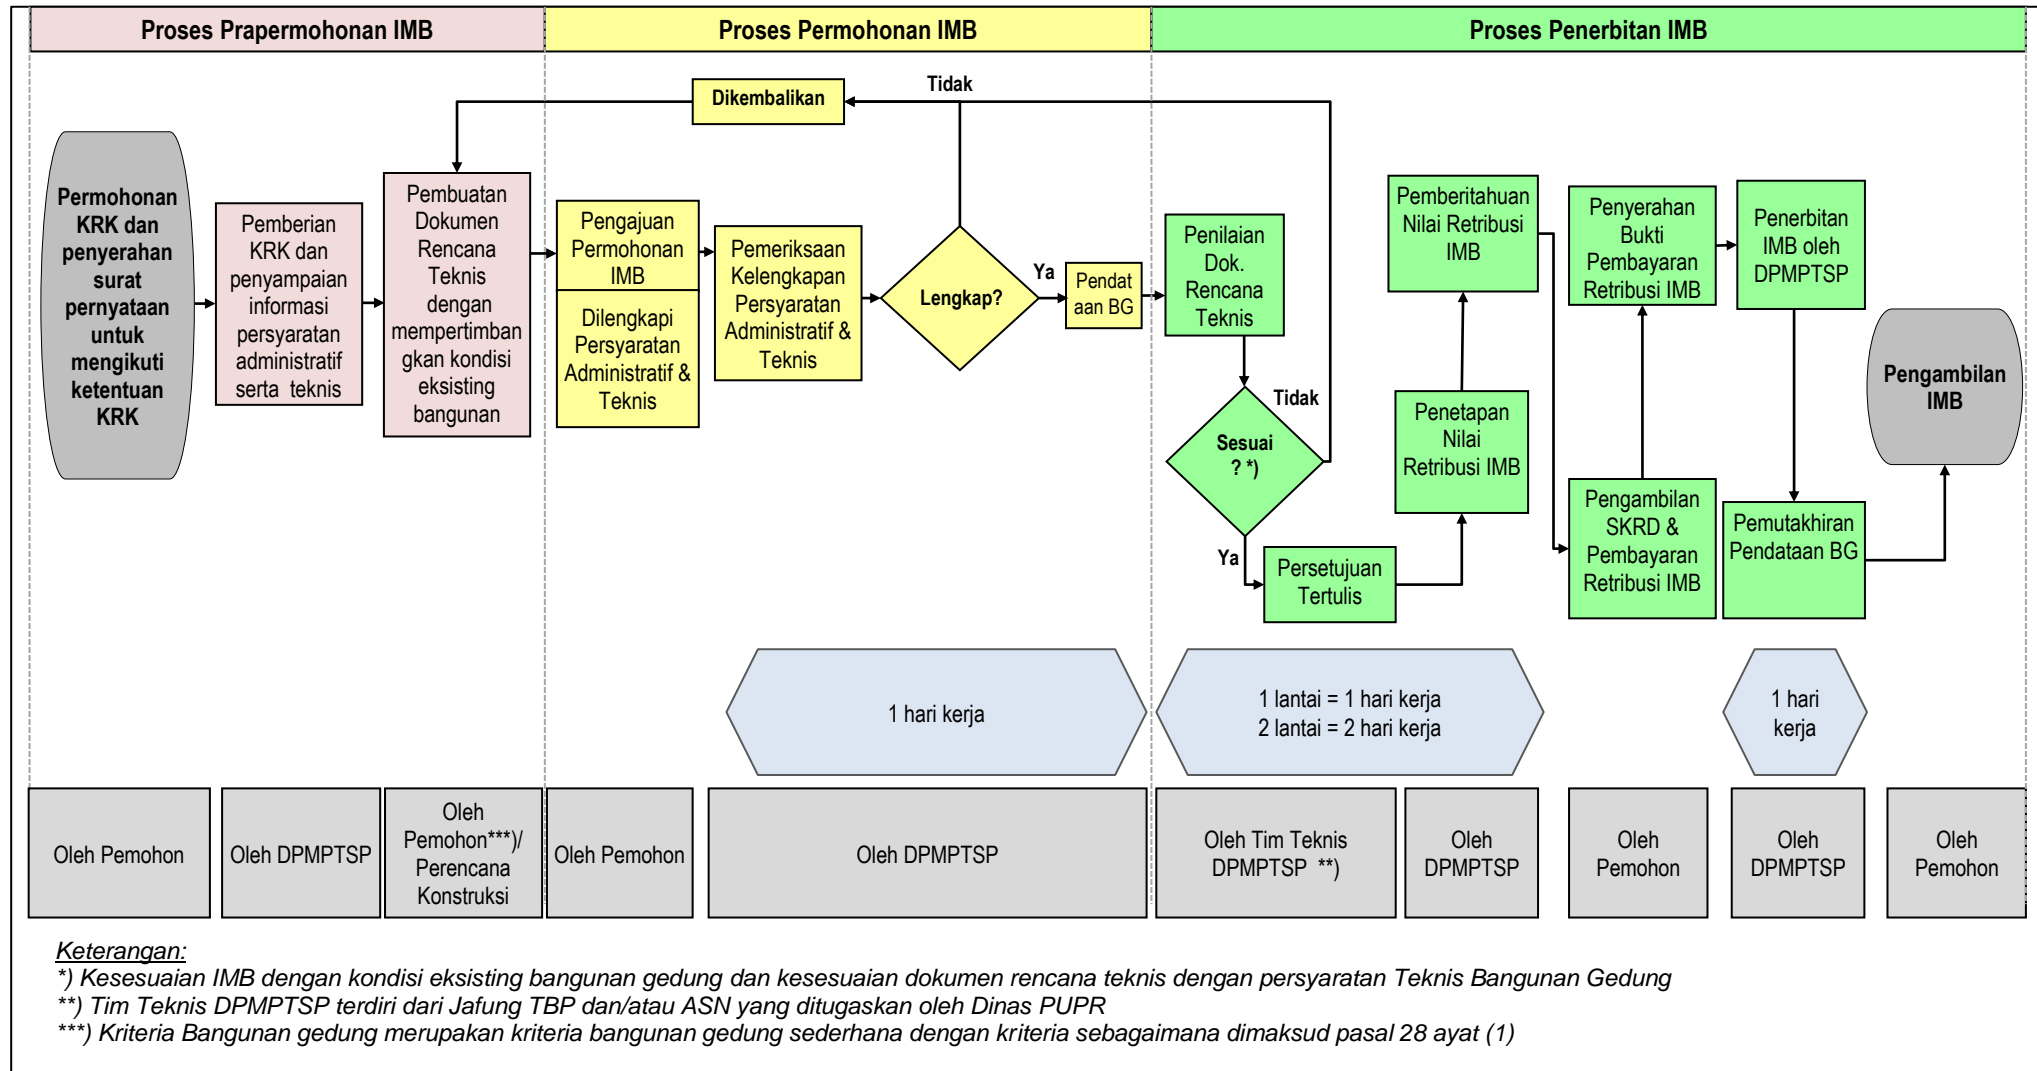 Proses Prapermohonan IMB
Proses Permohonan IMB
Proses Penerbitan IMB
Dikembalikan
Tidak
Permohonan
KRK dan
penyerahan
surat
pernyataan
untuk
mengikuti
ketentuan
KRK
Pemberian
KRK dan
penyampaian
informasi
persyaratan
administratif
serta teknis
Pembuatan
Dokumen
Rencana
Teknis
dengan
mempertimban
gkan kondisi
eksisting
bangunan
Pengajuan
Permohonan
IMB
Dilengkapi
Persyaratan
Administratif &
Teknis
Pemeriksaan
Kelengkapan
Persyaratan
Administratif &
Teknis
Lengkap?
Ya
Pendat
aan BG
Penilaian
Dok.
Rencana
Teknis
Tidak
Sesuai
? *)
Ya
Persetujuan
Tertulis
Penetapan
Nilai
Retribusi IMB
Pemberitahuan
Nilai Retribusi
IMB
Pengambilan
SKRD &
Pembayaran
Retribusi IMB
Penyerahan
Bukti
Pembayaran
Retribusi IMB
Penerbitan
IMB oleh
DPMPTSP
Pemutakhiran
Pendataan BG
Pengambilan
IMB
1 hari kerja
1 lantai = 1 hari kerja
2 lantai = 2 hari kerja
1 hari
kerja
Oleh Pemohon
Oleh DPMPTSP
Oleh
Pemohon***)/
Perencana
Konstruksi
Oleh Pemohon
Oleh DPMPTSP
Oleh Tim Teknis
DPMPTSP **)
Oleh
DPMPTSP
Oleh
Pemohon
Oleh
DPMPTSP
Oleh
Pemohon
Keterangan:
*) Kesesuaian IMB dengan kondisi eksisting bangunan gedung dan kesesuaian dokumen rencana teknis dengan persyaratan Teknis Bangunan Gedung
**) Tim Teknis DPMPTSP terdiri dari Jafung TBP dan/atau ASN yang ditugaskan oleh Dinas PUPR
***) Kriteria Bangunan gedung merupakan kriteria bangunan gedung sederhana dengan kriteria sebagaimana dimaksud pasal 28 ayat (1)